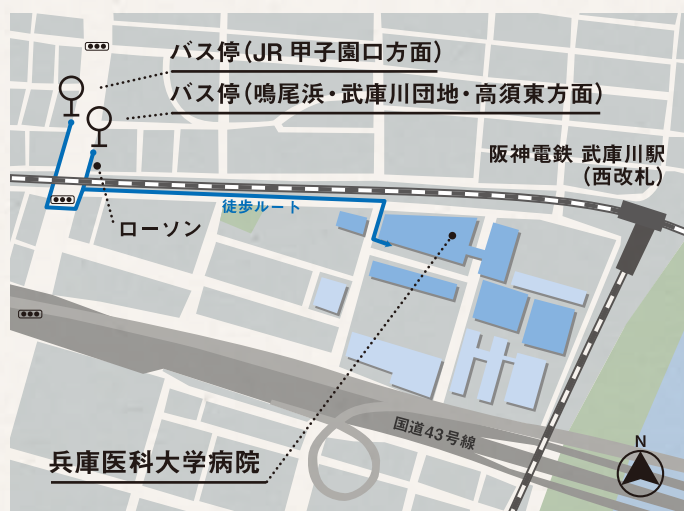 バス停（JR 甲子園口方面）
バス停（鳴尾浜・武庫川団地・高須東方面）
阪神電鉄 武庫川駅
（西改札）
徒歩ルート
ローソン
国道43号線
兵庫医科大学病院
N